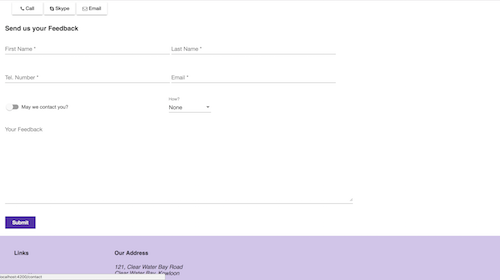 Call Skype Email
Send us your Feedback
First Name * Last Name *
Tel. Number * Email *
May we contact you? How?
None
Your Feedback
Submit
Links Our Address
121, Clear Water Bay Road
Clear Water Bay, Kowloon
localhost:4200/contact